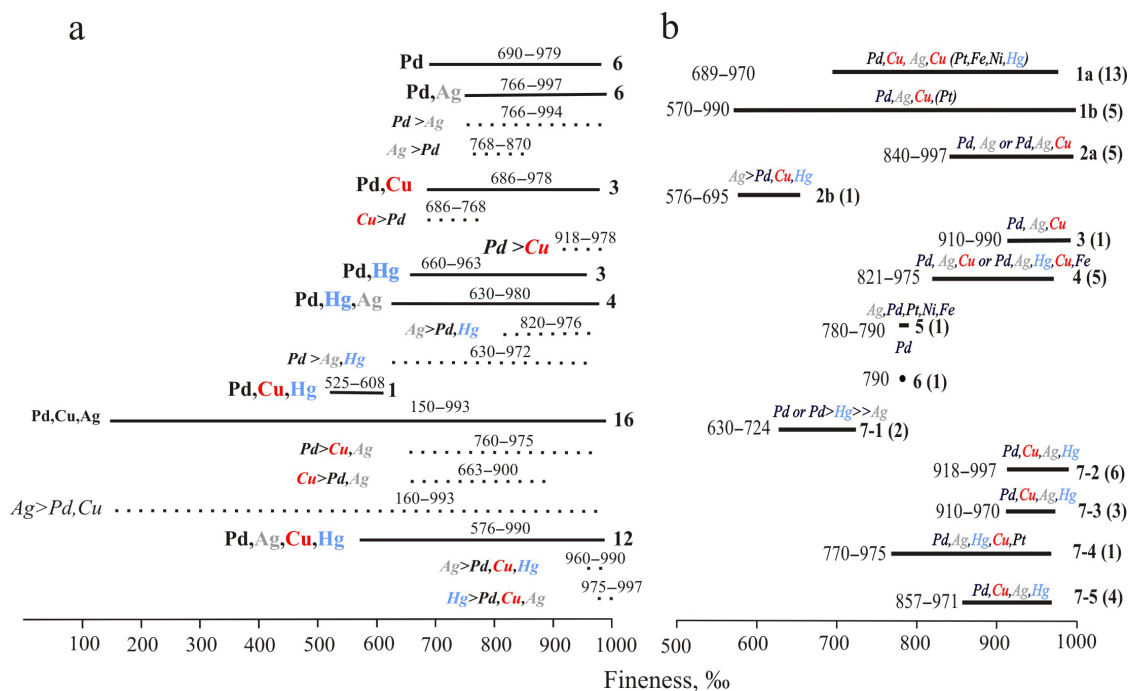 a
690–979
Pd 6
766–997
Pd,Ag 6
766–994
Pd >Ag
768–870
Ag >Pd
686–978
Pd,Cu 3
686–768
Cu>Pd
918–978
Pd >Cu
660–963
Pd,Hg 3
630–980
Pd,Hg,Ag 4
820–976
Ag>Pd,Hg
630–972
Pd >Ag,Hg
525–608
Pd,Cu,Hg 1
150–993
Pd,Cu,Ag 16
760–975
Pd>Cu,Ag
663–900
Cu>Pd,Ag
160–993
Ag>Pd,Cu
576–990
Pd,Ag,Cu,Hg 12
960–990
Ag>Pd,Cu,Hg
975–997
Hg>Pd,Cu,Ag
100 200 300 400 500 600 700 800 900 1000
b
Pd,Cu, Ag,Cu (Pt,Fe,Ni,Hg)
689–970 1a (13)
Pd,Ag,Cu,(Pt)
570–990 1b (5)
Pd, Ag or Pd,Ag,Cu
840–997 2a (5)
Ag>Pd,Cu,Hg
576–695 2b (1)
Pd, Ag,Cu
910–990 3 (1)
Pd, Ag,Cu or Pd,Ag,Hg,Cu,Fe
821–975 4 (5)
Ag,Pd,Pt,Ni,Fe
780–790 5 (1)
Pd
790 6 (1)
Pd or Pd>Hg>>Ag
630–724 7-1 (2)
Pd,Cu,Ag,Hg
918–997 7-2 (6)
Pd,Cu,Ag,Hg
910–970 7-3 (3)
Pd,Ag,Hg,Cu,Pt
770–975 7-4 (1)
Pd,Cu,Ag,Hg
857–971 7-5 (4)
500 600 700 800 900 1000
Fineness, ‰